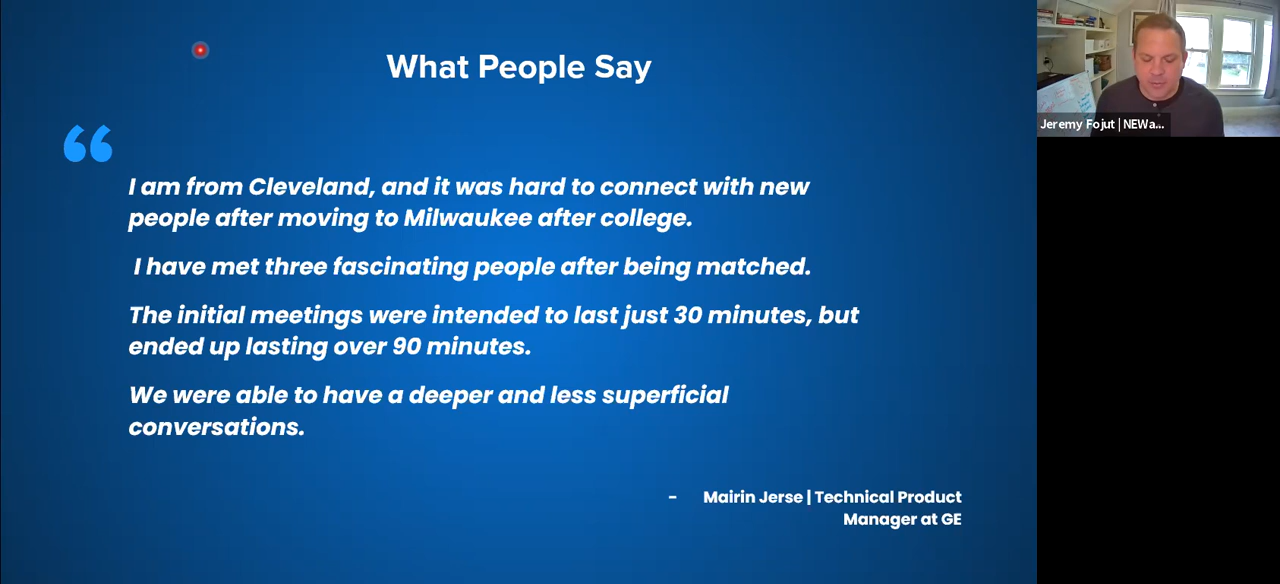 What People Say
“
I am from Cleveland, and it was hard to connect with new
people after moving to Milwaukee after college.
I have met three fascinating people after being matched.
The initial meetings were intended to last just 30 minutes, but
ended up lasting over 90 minutes.
We were able to have a deeper and less superficial
conversations.
- Mairin Jerse | Technical Product
Manager at GE
Jeremy Fojut | NEWa...